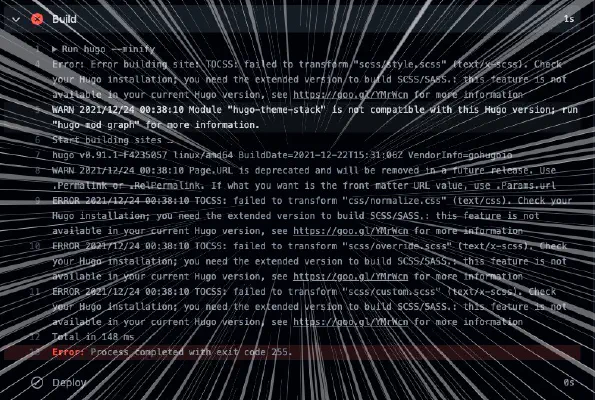 Build 1s
1 Run hugo --minify
4 Error: Error building site: TOCSS: failed to transform "scss/style.scss" (text/x-scss). Check
your Hugo installation; you need the extended version to build SCSS/SASS.: this feature is not
available in your current Hugo version, see https://goo.gl/YMrWcn for more information
5 WARN 2021/12/24 00:38:10 Module "hugo-theme-stack" is not compatible with this Hugo version; run
"hugo mod graph" for more information.
6 Start building sites …
7 hugo v0.91.1-F4235057 linux/amd64 BuildDate=2021-12-22T15:31:06Z VendorInfo=gohugoio
8 WARN 2021/12/24 00:38:10 Page.URL is deprecated and will be removed in a future release. Use
.Permalink or .RelPermalink. If what you want is the front matter URL value, use .Params.url
9 ERROR 2021/12/24 00:38:10 TOCSS: failed to transform "css/normalize.css" (text/css). Check your
Hugo installation; you need the extended version to build SCSS/SASS.: this feature is not
available in your current Hugo version, see https://goo.gl/YMrWcn for more information
10 ERROR 2021/12/24 00:38:10 TOCSS: failed to transform "scss/override.scss" (text/x-scss). Check
your Hugo installation; you need the extended version to build SCSS/SASS.: this feature is not
available in your current Hugo version, see https://goo.gl/YMrWcn for more information
11 ERROR 2021/12/24 00:38:10 TOCSS: failed to transform "scss/custom.scss" (text/x-scss). Check
your Hugo installation; you need the extended version to build SCSS/SASS.: this feature is not
available in your current Hugo version, see https://goo.gl/YMrWcn for more information
12 Total in 148 ms
13 Error: Process completed with exit code 255.
Deploy 0s